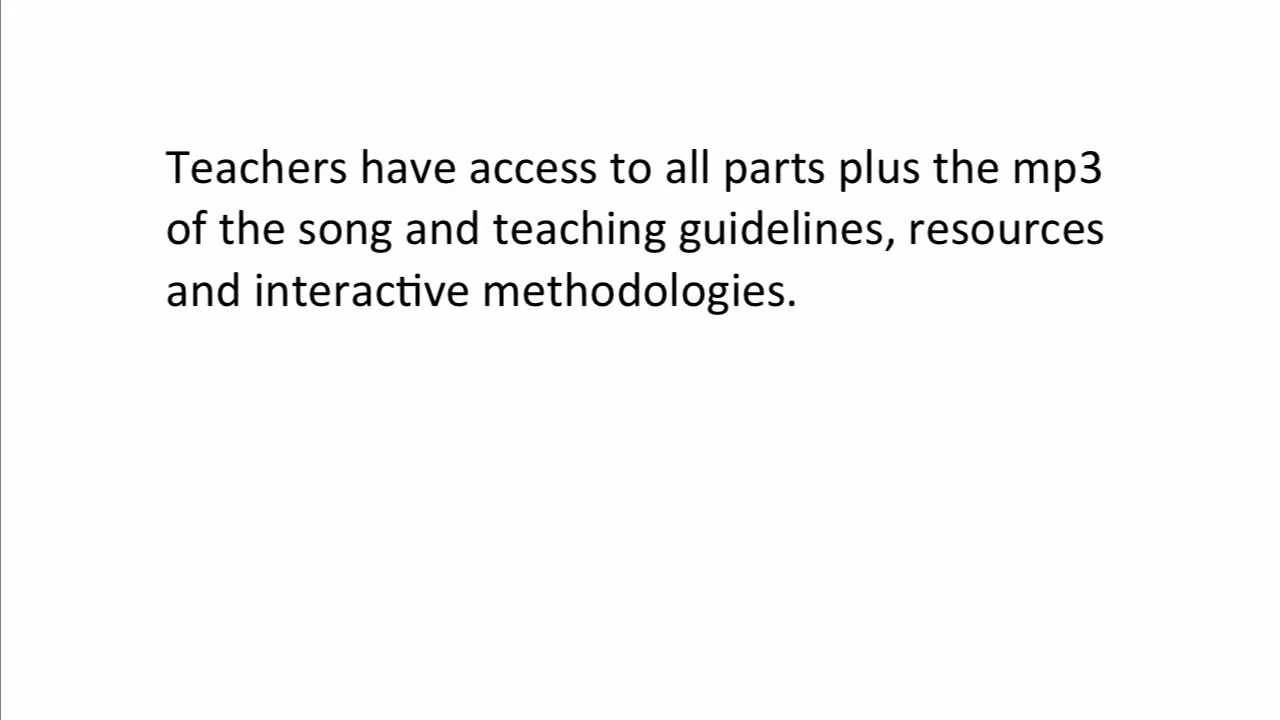 Teachers have access to all parts plus the mp3
of the song and teaching guidelines, resources
and interactive methodologies.